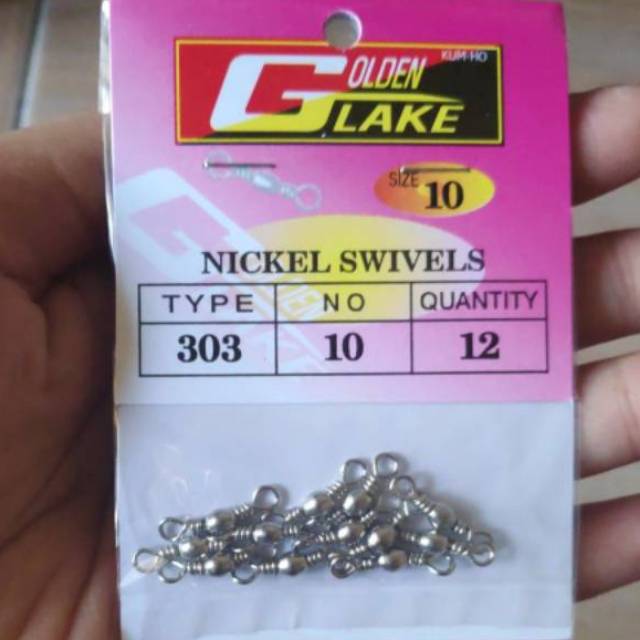 KUM-HO
GOLDEN
LAKE
SIZE 10
NICKEL SWIVELS
TYPE NO QUANTITY
303 10 12